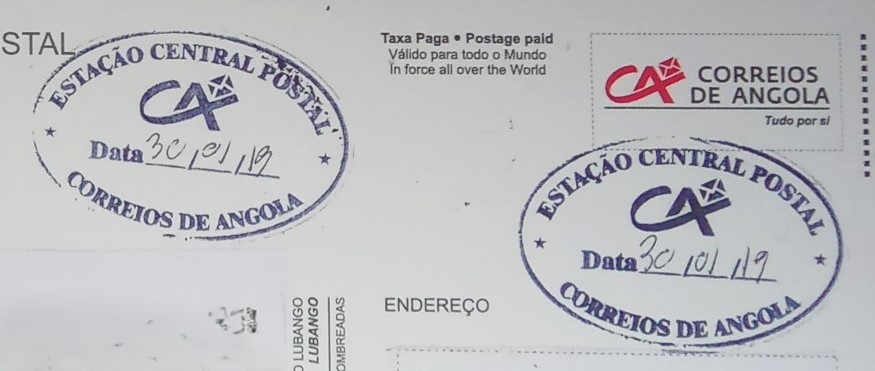 STAL
ESTAÇÃO CENTRAL POSTAL
Data 30/01/19
CORREIOS DE ANGOLA
Taxa Paga • Postage paid
Válido para todo o Mundo
In force all over the World
CORREIOS
DE ANGOLA
Tudo por si
ESTAÇÃO CENTRAL POSTAL
Data 30/01/19
CORREIOS DE ANGOLA
ENDEREÇO
O LUBANGO
LUBANGO
OMBREADAS